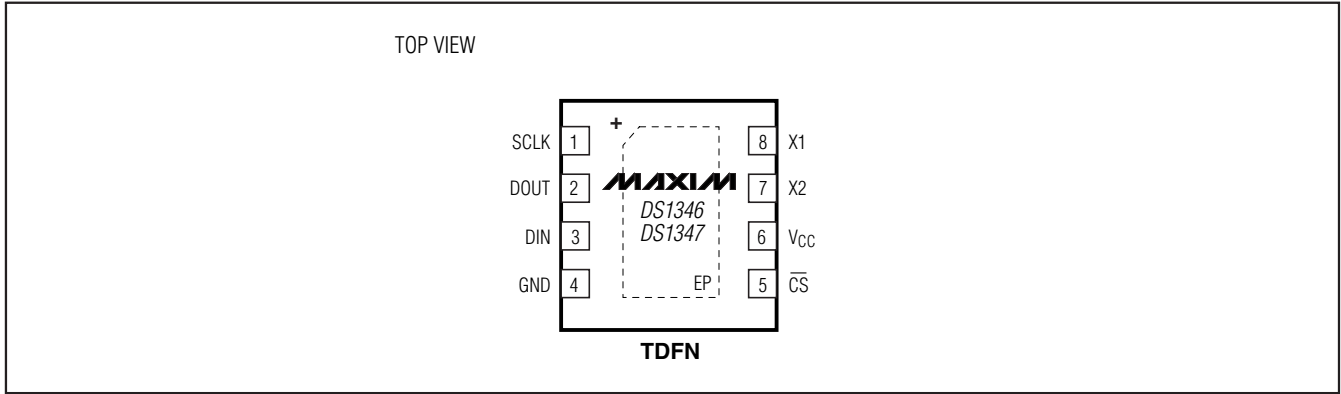 TOP VIEW
+
SCLK 1 8 X1
DOUT 2 MAXIM 7 X2
DS1346
DIN 3 DS1347 6 VCC
GND 4 EP 5 C̅S̅
TDFN